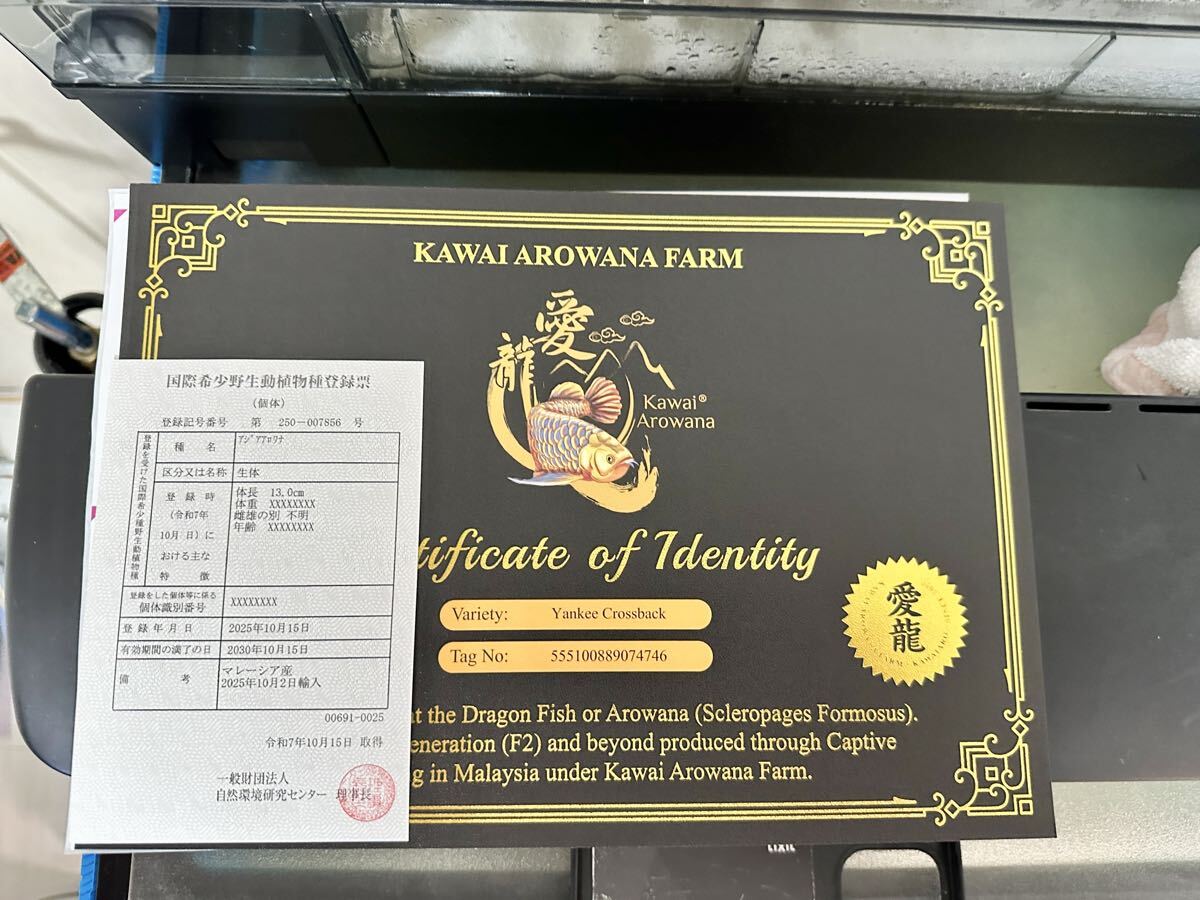 KAWAI AROWANA FARM
愛龍
Kawai®
Arowana
tificate of Identity
Variety: Yankee Crossback
Tag No: 555100889074746
愛龍
t the Dragon Fish or Arowana (Scleropages Formosus).
eneration (F2) and beyond produced through Captive
g in Malaysia under Kawai Arowana Farm.
国際希少野生動植物種登録票
(個体)
登録記号番号 第 250-007856 号
登録を受けた国際希少種野生動植物種
種 名 アジアアロワナ
区分又は名称 生体
登 録 時
(令和7年
10月 日)に
おける主な
特 徴
体長 13.0cm
体重 XXXXXXXX
雌雄の別 不明
年齢 XXXXXXXX
登録をした個体等に係る
個体識別番号 XXXXXXXX
登 録 年 月 日 2025年10月15日
有効期間の満了の日 2030年10月15日
備 考 マレーシア産
2025年10月2日輸入
00691-0025
令和7年10月15日 取得
一般財団法人
自然環境研究センター 理事長
LIXIL